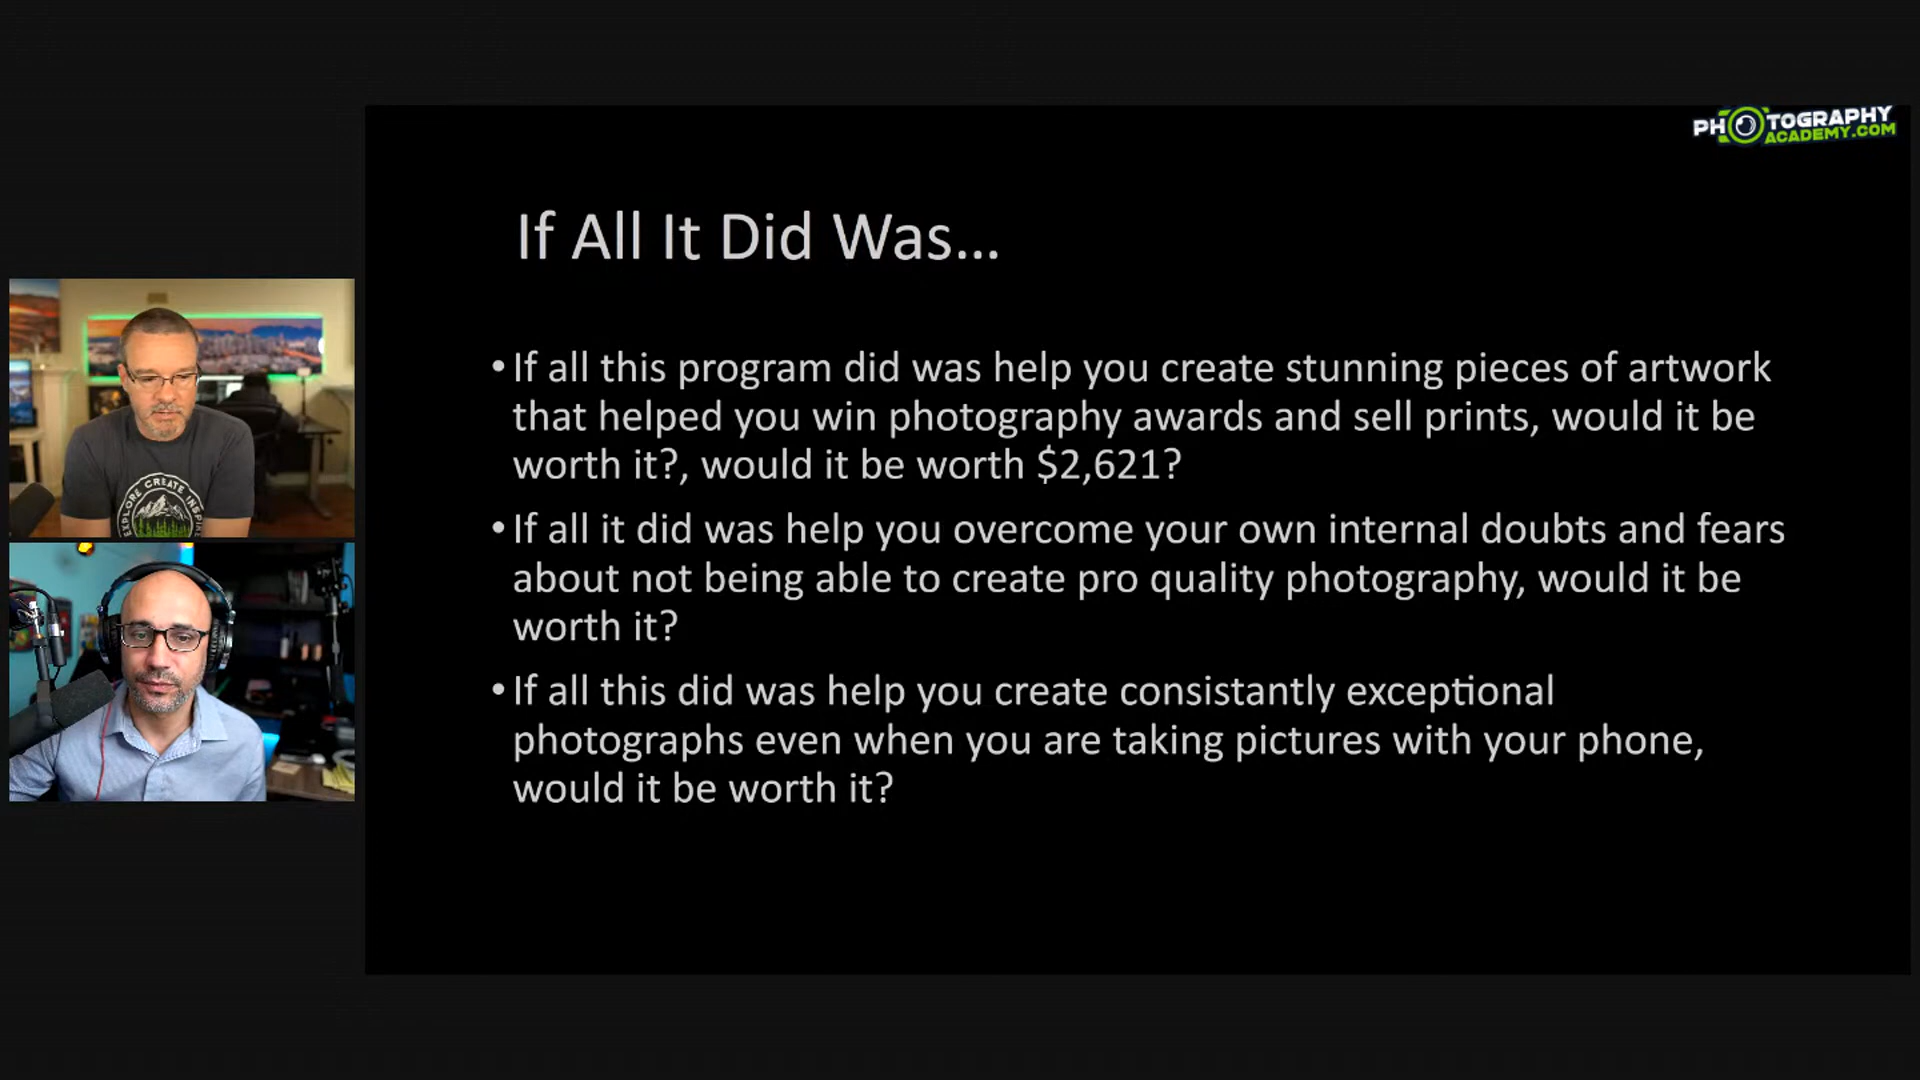 PHOTOGRAPHY
ACADEMY.COM
If All It Did Was...
• If all this program did was help you create stunning pieces of artwork
that helped you win photography awards and sell prints, would it be
worth it?, would it be worth $2,621?
• If all it did was help you overcome your own internal doubts and fears
about not being able to create pro quality photography, would it be
worth it?
• If all this did was help you create consistantly exceptional
photographs even when you are taking pictures with your phone,
would it be worth it?
EXPLORE CREATE INSPIRE